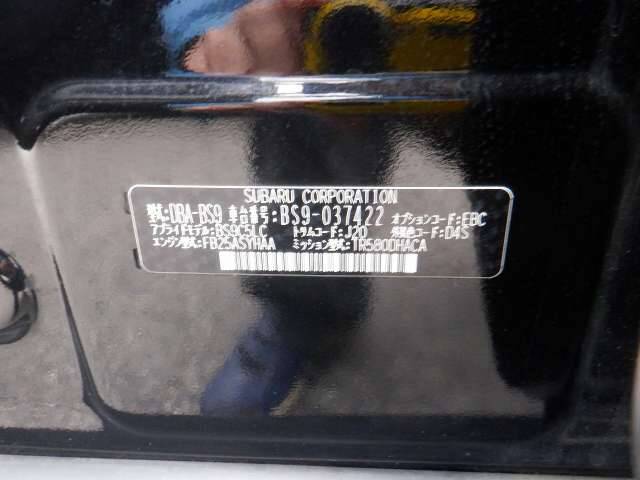 SUBARU CORPORATION
型式:DBA-BS9 車台番号:BS9-037422 オプションコード:EBC
アプライドモデル:BS9C5LC トリムコード:J20 外装色コード:D4S
エンジン型式:FB25ASYHAA ミッション型式:TR580DHACA